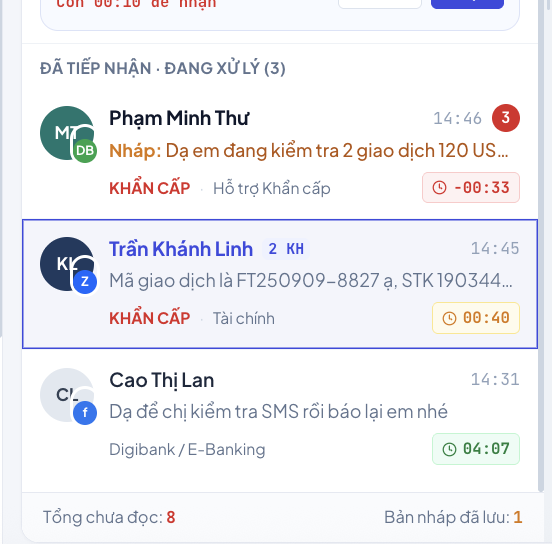 Còn 00:10 để nhận
ĐÃ TIẾP NHẬN · ĐANG XỬ LÝ (3)
Phạm Minh Thư 14:46 3
DB
Nháp: Dạ em đang kiểm tra 2 giao dịch 120 US...
KHẨN CẤP · Hỗ trợ Khẩn cấp -00:33
Trần Khánh Linh 2 KH 14:45
Z
Mã giao dịch là FT250909-8827 ạ, STK 190344...
KHẨN CẤP · Tài chính 00:40
Cao Thị Lan 14:31
f
Dạ để chị kiểm tra SMS rồi báo lại em nhé
Digibank / E-Banking 04:07
Tổng chưa đọc: 8 Bản nháp đã lưu: 1